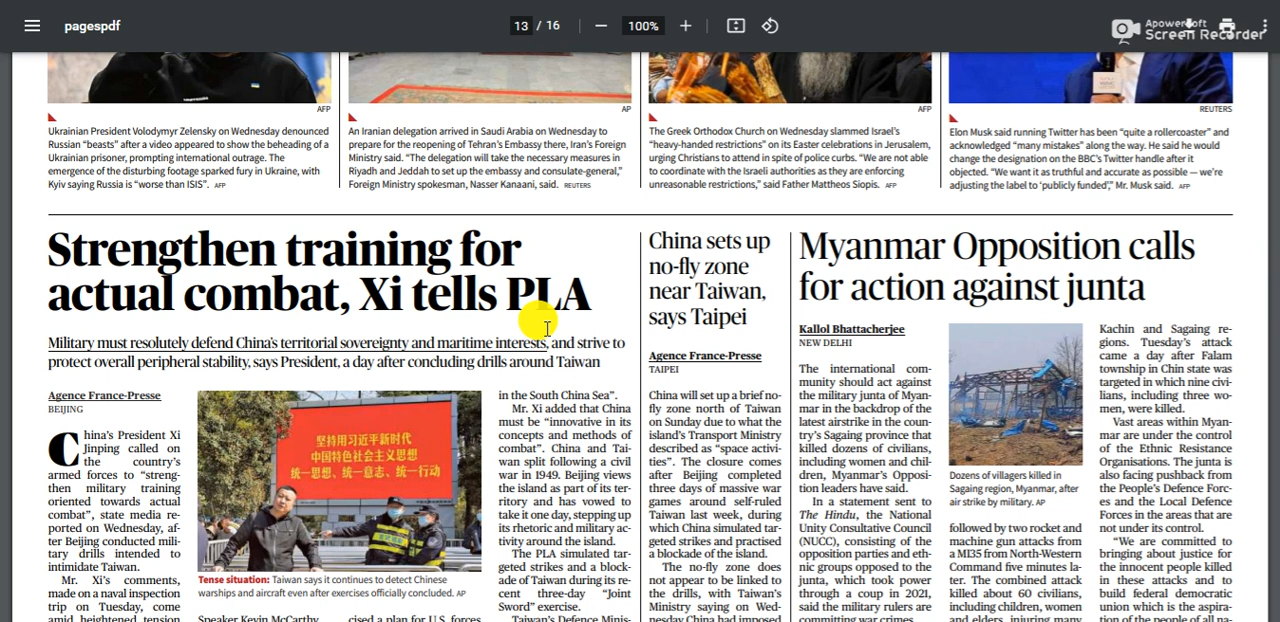 pagespdf
13 / 16
100%
Apowersoft
Screen Recorder
AFP
Ukrainian President Volodymyr Zelensky on Wednesday denounced
Russian “beasts” after a video appeared to show the beheading of a
Ukrainian prisoner, prompting international outrage. The
emergence of the disturbing footage sparked fury in Ukraine, with
Kyiv saying Russia is “worse than ISIS”. AFP
AP
An Iranian delegation arrived in Saudi Arabia on Wednesday to
prepare for the reopening of Tehran’s Embassy there, Iran’s Foreign
Ministry said. “The delegation will take the necessary measures in
Riyadh and Jeddah to set up the embassy and consulate-general,”
Foreign Ministry spokesman, Nasser Kanaani, said. REUTERS
AFP
The Greek Orthodox Church on Wednesday slammed Israel’s
“heavy-handed restrictions” on its Easter celebrations in Jerusalem,
urging Christians to attend in spite of police curbs. “We are not able
to coordinate with the Israeli authorities as they are enforcing
unreasonable restrictions,” said Father Mattheos Siopis. AFP
REUTERS
Elon Musk said running Twitter has been “quite a rollercoaster” and
acknowledged “many mistakes” along the way. He said he would
change the designation on the BBC’s Twitter handle after it
objected. “We want it as truthful and accurate as possible — we’re
adjusting the label to ‘publicly funded’,” Mr. Musk said. AFP
Strengthen training for
actual combat, Xi tells PLA
Military must resolutely defend China’s territorial sovereignty and maritime interests, and strive to
protect overall peripheral stability, says President, a day after concluding drills around Taiwan
Agence France-Presse
BEIJING
China’s President Xi
Jinping called on
the country’s
armed forces to “streng-
then military training
oriented towards actual
combat”, state media re-
ported on Wednesday, af-
ter Beijing conducted mili-
tary drills intended to
intimidate Taiwan.
Mr. Xi’s comments,
made on a naval inspection
trip on Tuesday, come
amid heightened tension
坚持用习近平新时代
中国特色社会主义思想
统一思想、统一意志、统一行动
Tense situation: Taiwan says it continues to detect Chinese
warships and aircraft even after exercises officially concluded. AP
Speaker Kevin McCarthy
cised a plan for U.S. forces
in the South China Sea”.
Mr. Xi added that China
must be “innovative in its
concepts and methods of
combat”. China and Tai-
wan split following a civil
war in 1949. Beijing views
the island as part of its ter-
ritory and has vowed to
take it one day, stepping up
its rhetoric and military ac-
tivity around the island.
The PLA simulated tar-
geted strikes and a block-
ade of Taiwan during its re-
cent three-day “Joint
Sword” exercise.
Taiwan’s Defence Minis-
China sets up
no-fly zone
near Taiwan,
says Taipei
Agence France-Presse
TAIPEI
China will set up a brief no-
fly zone north of Taiwan
on Sunday due to what the
island’s Transport Ministry
described as “space activi-
ties”. The closure comes
after Beijing completed
three days of massive war
games around self-ruled
Taiwan last week, during
which China simulated tar-
geted strikes and practised
a blockade of the island.
The no-fly zone does
not appear to be linked to
the drills, with Taiwan’s
Ministry saying on Wed-
nesday China had imposed
Myanmar Opposition calls
for action against junta
Kallol Bhattacherjee
NEW DELHI
The international com-
munity should act against
the military junta of Myan-
mar in the backdrop of the
latest airstrike in the coun-
try’s Sagaing province that
killed dozens of civilians,
including women and chil-
dren, Myanmar’s Opposi-
tion leaders have said.
In a statement sent to
The Hindu, the National
Unity Consultative Council
(NUCC), consisting of the
opposition parties and eth-
nic groups opposed to the
junta, which took power
through a coup in 2021,
said the military rulers are
committing war crimes
Dozens of villagers killed in
Sagaing region, Myanmar, after
air strike by military. AP
followed by two rocket and
machine gun attacks from
a MI35 from North-Western
Command five minutes la-
ter. The combined attack
killed about 60 civilians,
including children, women
and elders, injuring many
Kachin and Sagaing re-
gions. Tuesday’s attack
came a day after Falam
township in Chin state was
targeted in which nine civi-
lians, including three wo-
men, were killed.
Vast areas within Myan-
mar are under the control
of the Ethnic Resistance
Organisations. The junta is
also facing pushback from
the People’s Defence Forc-
es and the Local Defence
Forces in the areas that are
not under its control.
“We are committed to
bringing about justice for
the innocent people killed
in these attacks and to
build federal democratic
union which is the aspira-
tion of the people of all na-